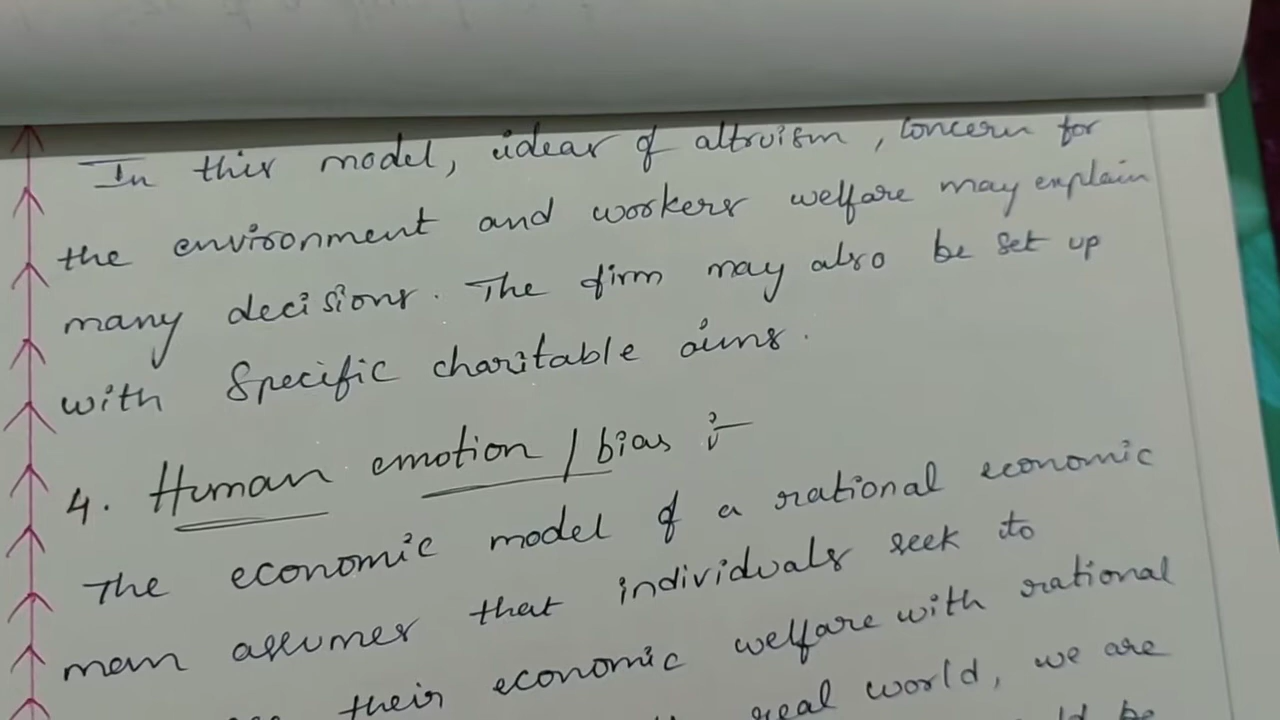 In this model, ideas of altruism, concern for
the environment and workers welfare may explain
many decisions. The firm may also be set up
with specific charitable aims.
4. Human emotion / bias :-
The economic model of a rational economic
man assumes that individuals seek to
their economic welfare with rational
real world, we are
be